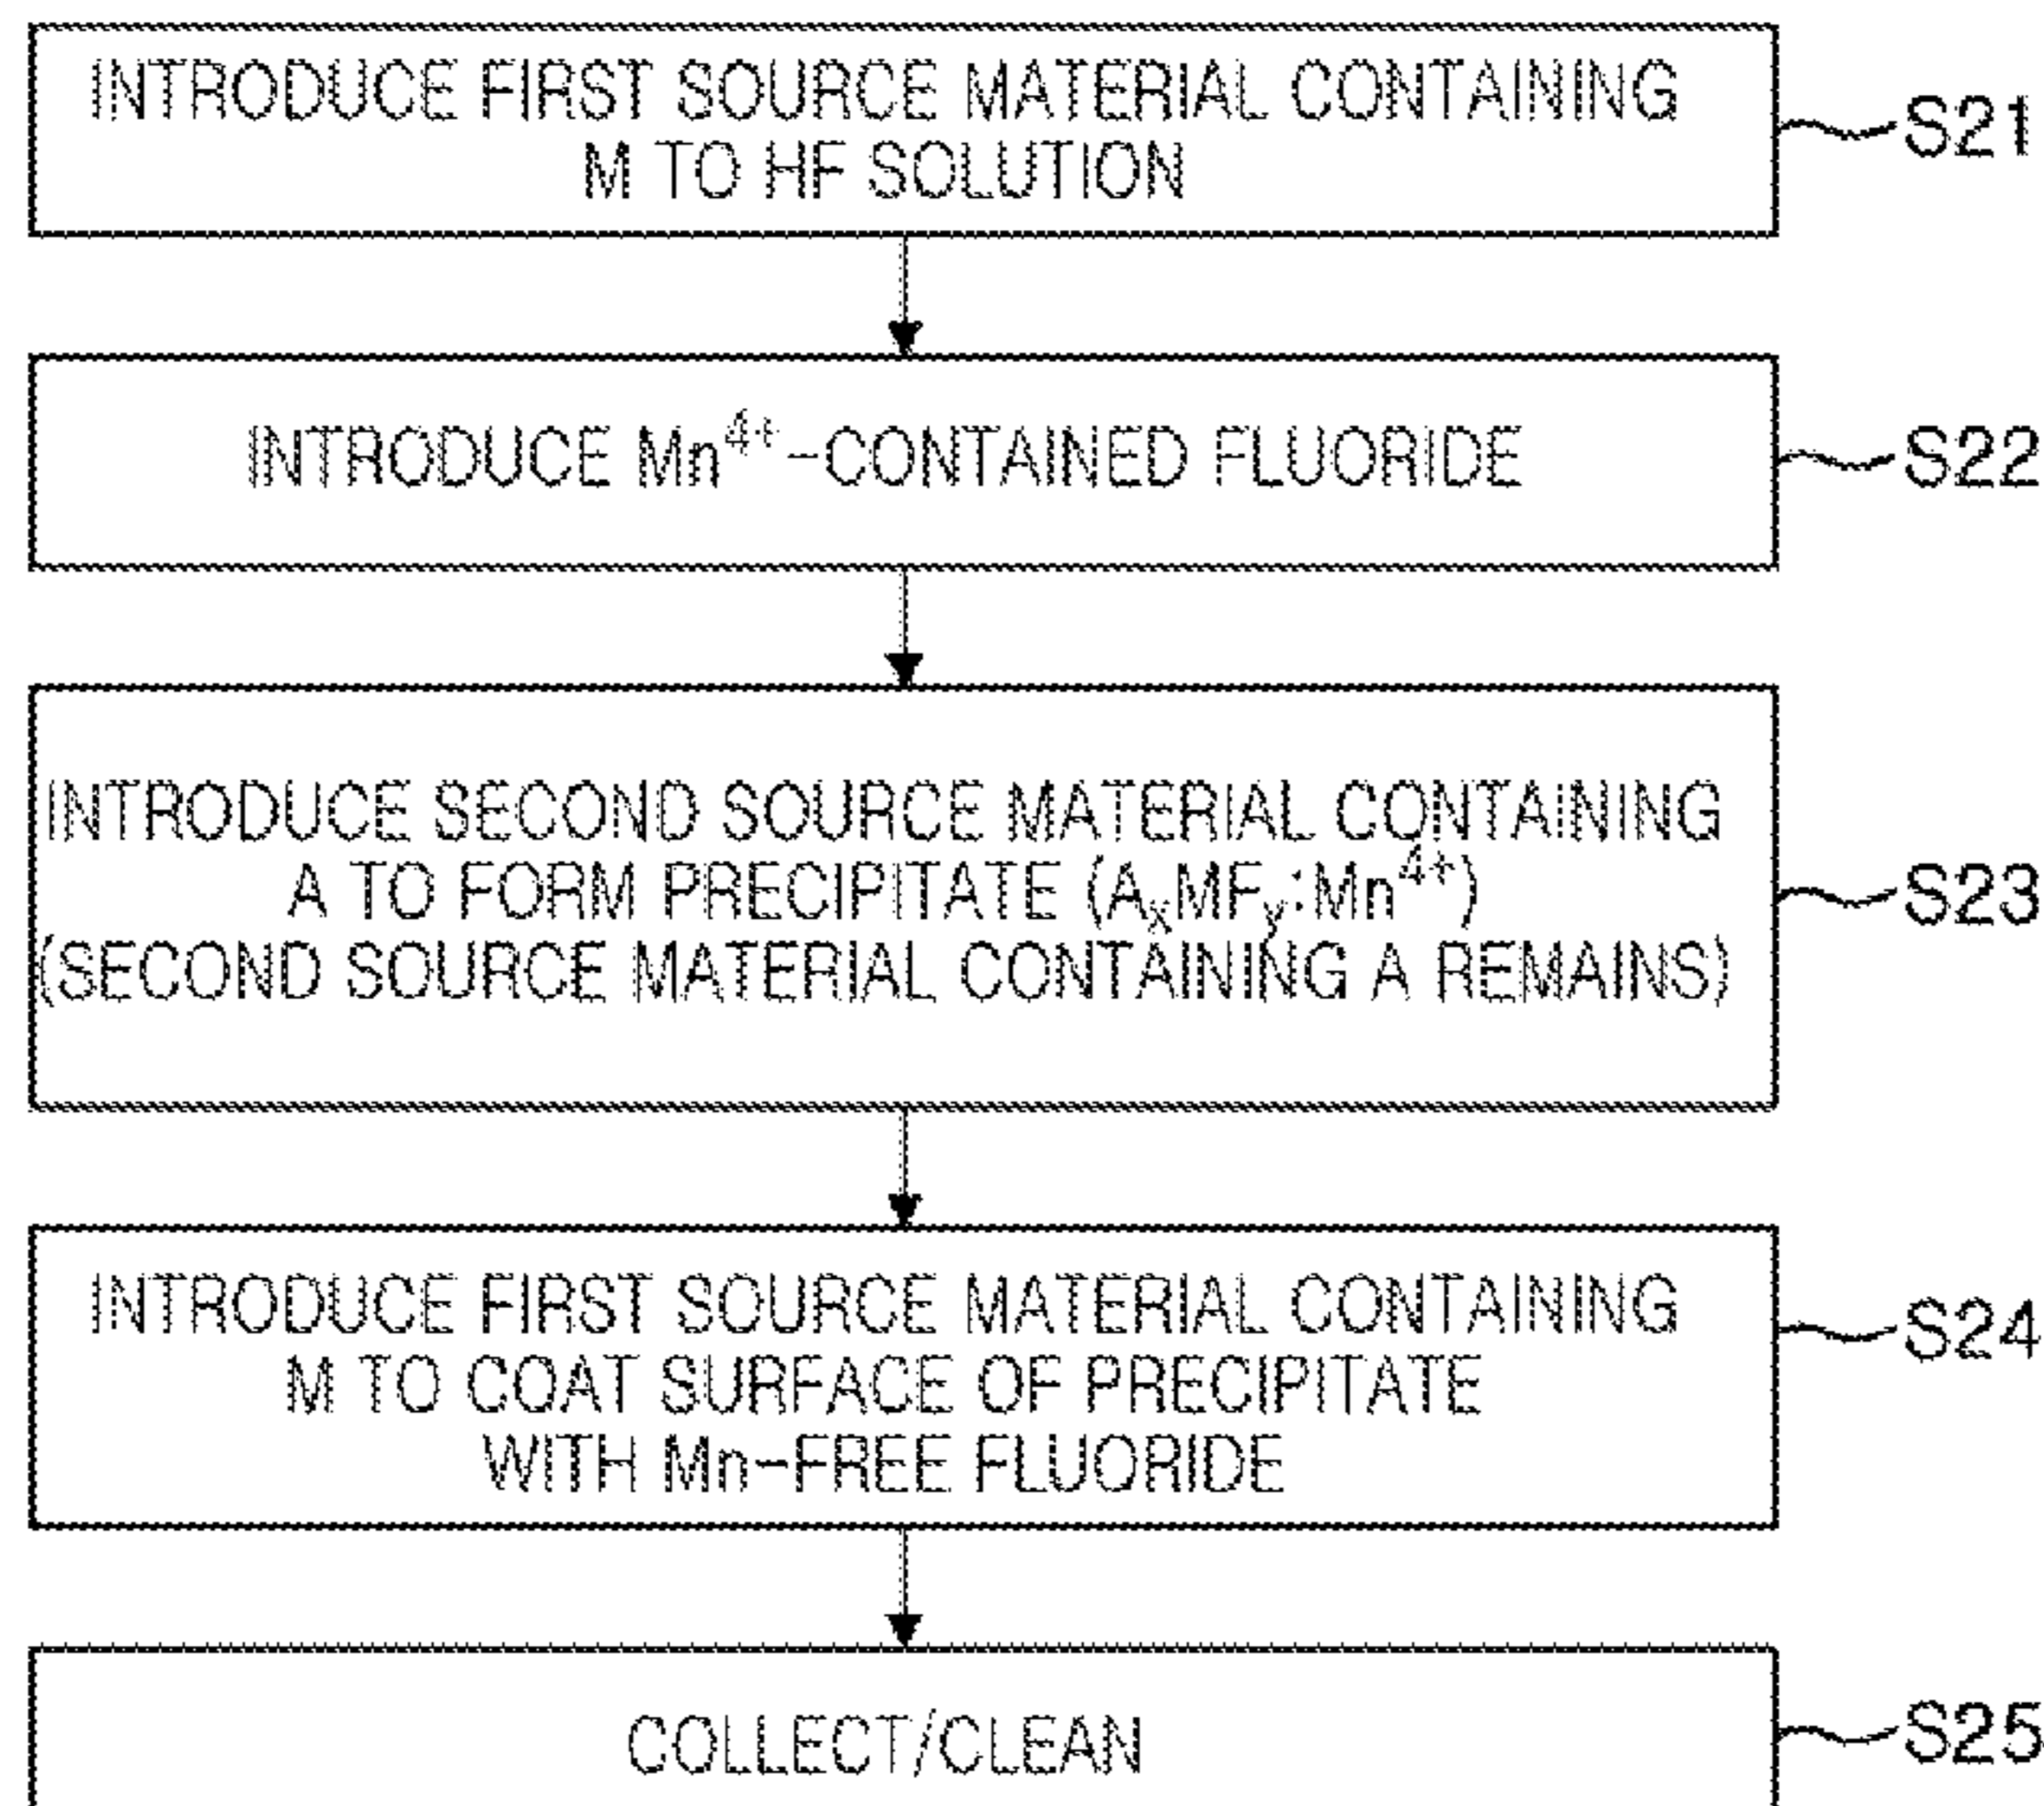 INTRODUCE FIRST SOURCE MATERIAL CONTAINING
M TO HF SOLUTION
S21
INTRODUCE Mn⁴⁺-CONTAINED FLUORIDE
S22
INTRODUCE SECOND SOURCE MATERIAL CONTAINING
A TO FORM PRECIPITATE (AₓMFᵧ:Mn⁴⁺)
(SECOND SOURCE MATERIAL CONTAINING A REMAINS)
S23
INTRODUCE FIRST SOURCE MATERIAL CONTAINING
M TO COAT SURFACE OF PRECIPITATE
WITH Mn-FREE FLUORIDE
S24
COLLECT/CLEAN
S25